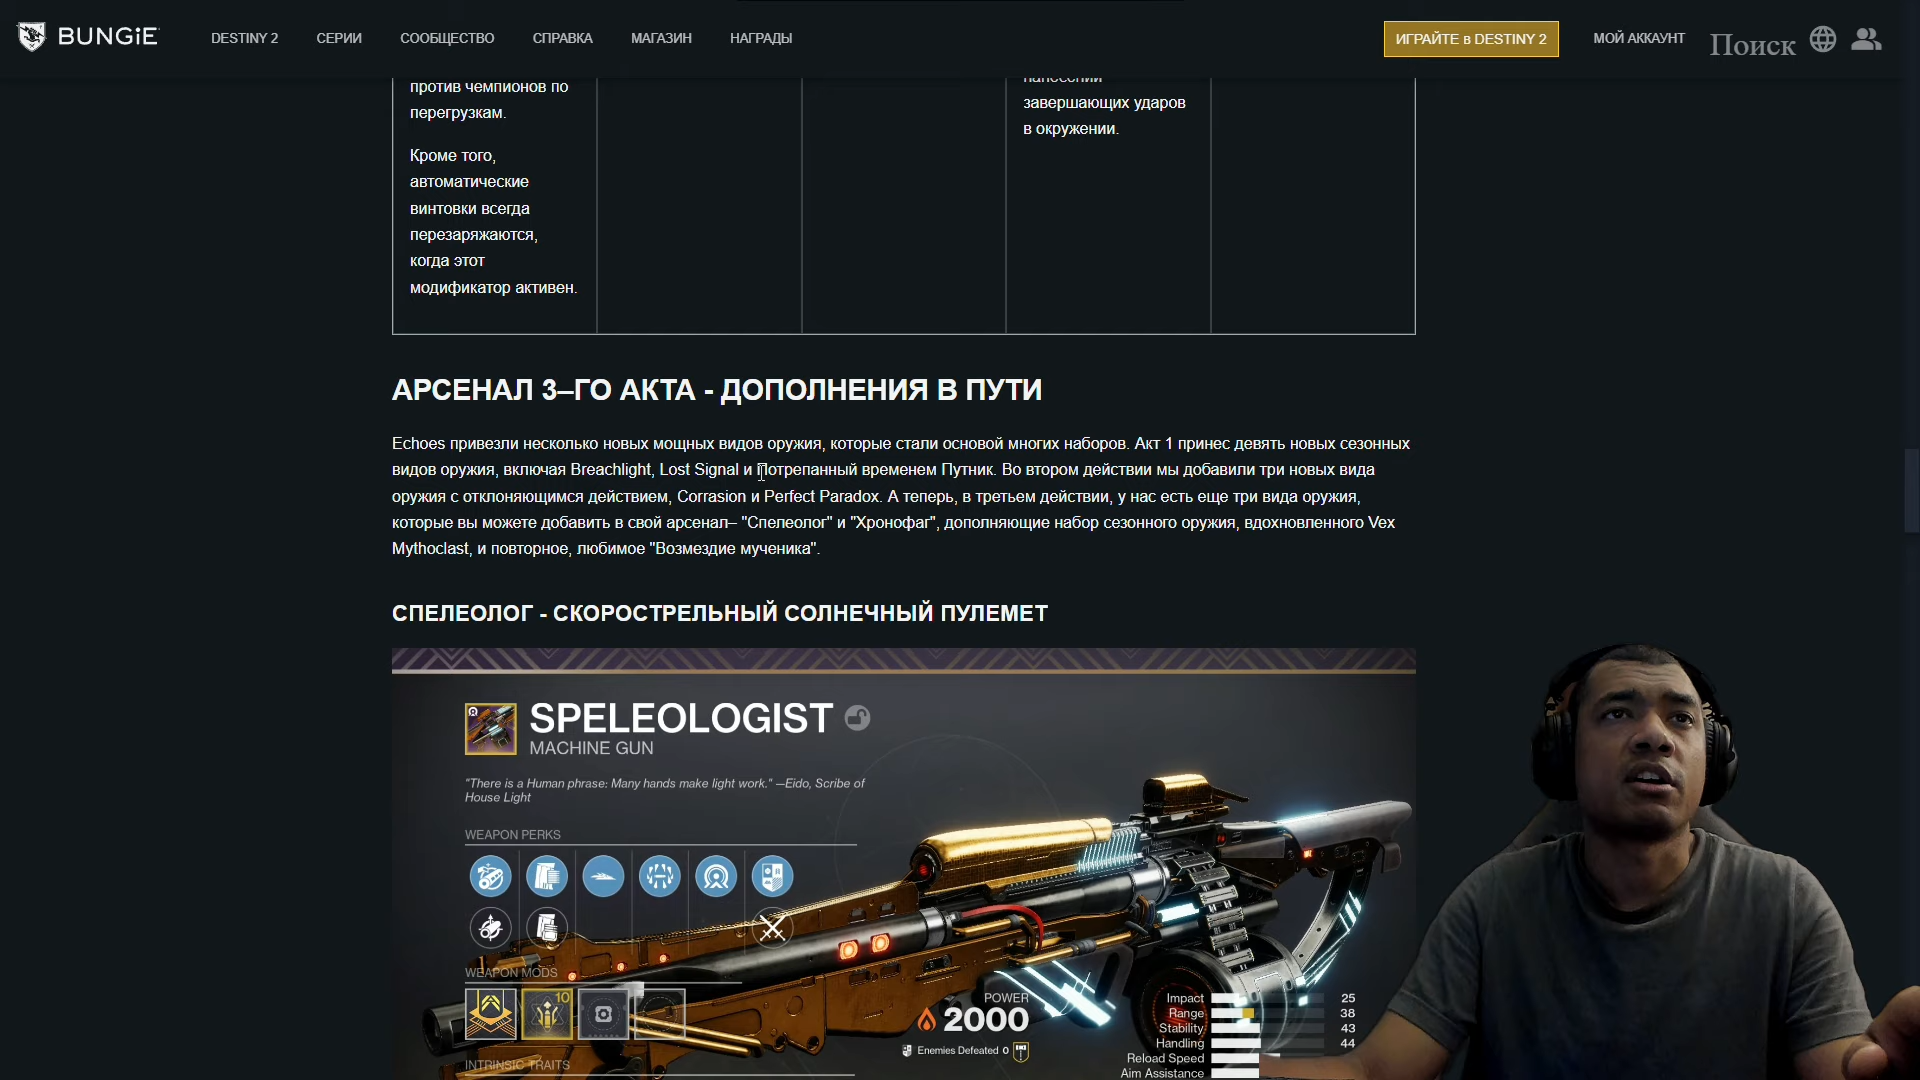 BUNGiE
DESTINY 2
СЕРИИ
СООБЩЕСТВО
СПРАВКА
МАГАЗИН
НАГРАДЫ
ИГРАЙТЕ в DESTINY 2
МОЙ АККАУНТ
Поиск
против чемпионов по
перегрузкам.
Кроме того,
автоматические
винтовки всегда
перезаряжаются,
когда этот
модификатор активен.
нанесении
завершающих ударов
в окружении.
АРСЕНАЛ 3–ГО АКТА - ДОПОЛНЕНИЯ В ПУТИ
Echoes привезли несколько новых мощных видов оружия, которые стали основой многих наборов. Акт 1 принес девять новых сезонных
видов оружия, включая Breachlight, Lost Signal и Потрепанный временем Путник. Во втором действии мы добавили три новых вида
оружия с отклоняющимся действием, Corrasion и Perfect Paradox. А теперь, в третьем действии, у нас есть еще три вида оружия,
которые вы можете добавить в свой арсенал– "Спелеолог" и "Хронофаг", дополняющие набор сезонного оружия, вдохновленного Vex
Mythoclast, и повторное, любимое "Возмездие мученика".
СПЕЛЕОЛОГ - СКОРОСТРЕЛЬНЫЙ СОЛНЕЧНЫЙ ПУЛЕМЕТ
SPELEOLOGIST
MACHINE GUN
"There is a Human phrase: Many hands make light work." —Eido, Scribe of
House Light
WEAPON PERKS
WEAPON MODS
10
INTRINSIC TRAITS
POWER
2000
Enemies Defeated 0
Impact 25
Range 38
Stability 43
Handling 44
Reload Speed
Aim Assistance